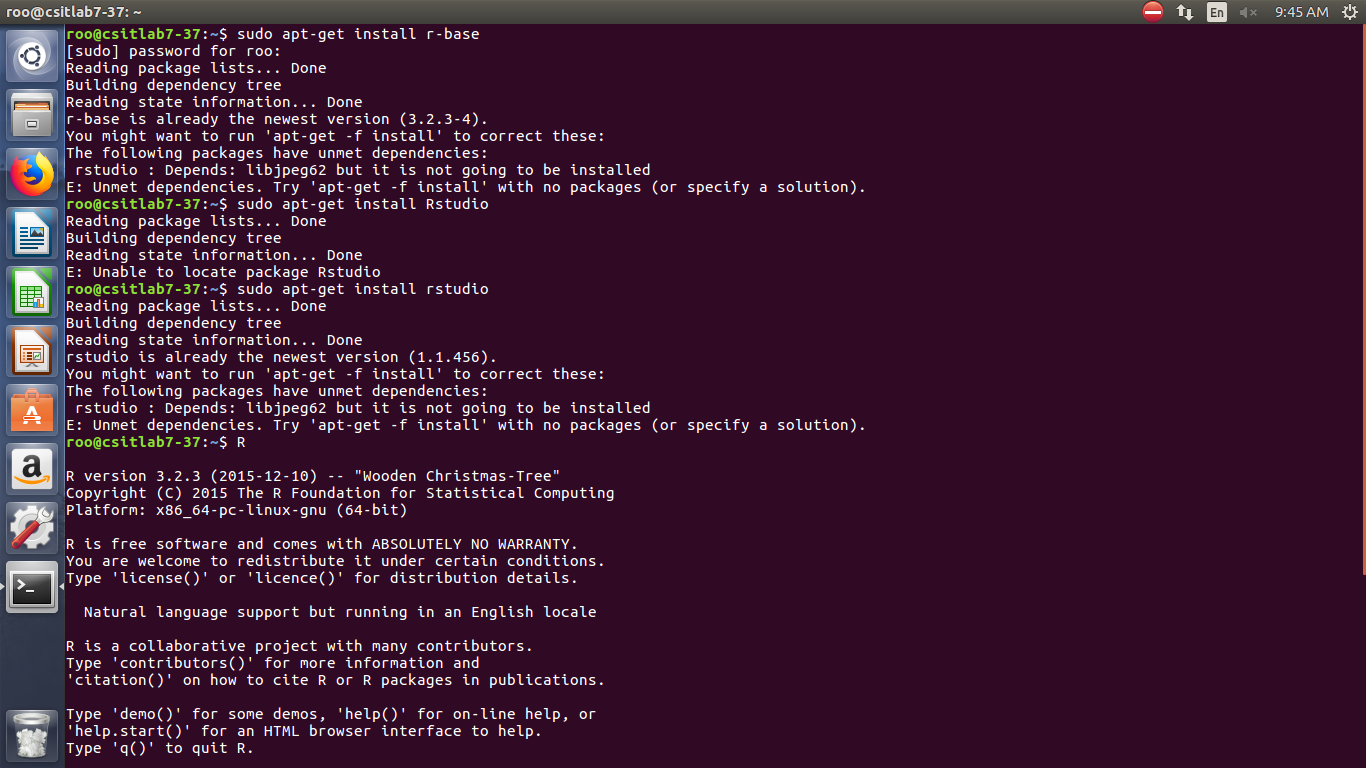 roo@csitlab7-37: ~
En
9:45 AM
roo@csitlab7-37:~$ sudo apt-get install r-base
[sudo] password for roo:
Reading package lists... Done
Building dependency tree
Reading state information... Done
r-base is already the newest version (3.2.3-4).
You might want to run 'apt-get -f install' to correct these:
The following packages have unmet dependencies:
 rstudio : Depends: libjpeg62 but it is not going to be installed
E: Unmet dependencies. Try 'apt-get -f install' with no packages (or specify a solution).
roo@csitlab7-37:~$ sudo apt-get install Rstudio
Reading package lists... Done
Building dependency tree
Reading state information... Done
E: Unable to locate package Rstudio
roo@csitlab7-37:~$ sudo apt-get install rstudio
Reading package lists... Done
Building dependency tree
Reading state information... Done
rstudio is already the newest version (1.1.456).
You might want to run 'apt-get -f install' to correct these:
The following packages have unmet dependencies:
 rstudio : Depends: libjpeg62 but it is not going to be installed
E: Unmet dependencies. Try 'apt-get -f install' with no packages (or specify a solution).
roo@csitlab7-37:~$ R

R version 3.2.3 (2015-12-10) -- "Wooden Christmas-Tree"
Copyright (C) 2015 The R Foundation for Statistical Computing
Platform: x86_64-pc-linux-gnu (64-bit)

R is free software and comes with ABSOLUTELY NO WARRANTY.
You are welcome to redistribute it under certain conditions.
Type 'license()' or 'licence()' for distribution details.

  Natural language support but running in an English locale

R is a collaborative project with many contributors.
Type 'contributors()' for more information and
'citation()' on how to cite R or R packages in publications.

Type 'demo()' for some demos, 'help()' for on-line help, or
'help.start()' for an HTML browser interface to help.
Type 'q()' to quit R.